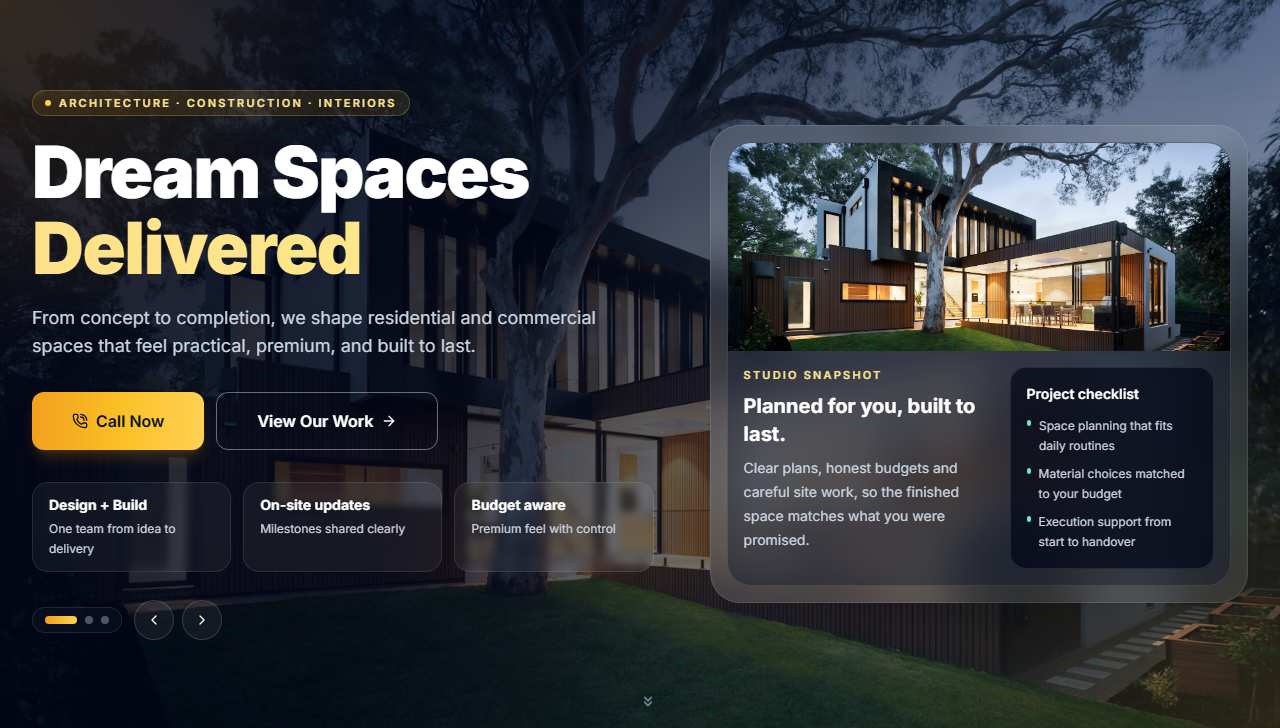 ARCHITECTURE · CONSTRUCTION · INTERIORS
Dream Spaces
Delivered
From concept to completion, we shape residential and commercial
spaces that feel practical, premium, and built to last.
Call Now
View Our Work
Design + Build
One team from idea to
delivery
On-site updates
Milestones shared clearly
Budget aware
Premium feel with control
STUDIO SNAPSHOT
Planned for you, built to
last.
Clear plans, honest budgets and
careful site work, so the finished
space matches what you were
promised.
Project checklist
Space planning that fits
daily routines
Material choices matched
to your budget
Execution support from
start to handover